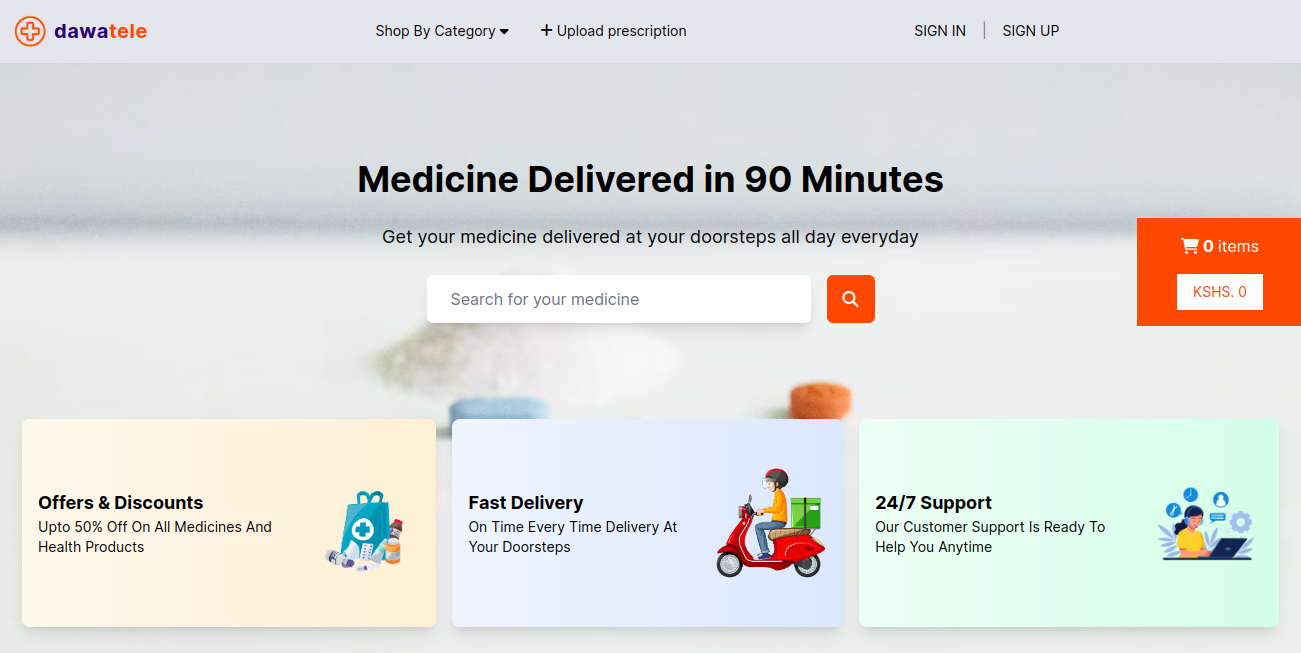 dawatele
Shop By Category
Upload prescription
SIGN IN
SIGN UP
Medicine Delivered in 90 Minutes
Get your medicine delivered at your doorsteps all day everyday
0 items
KSHS. 0
Search for your medicine
Offers & Discounts
Upto 50% Off On All Medicines And
Health Products
Fast Delivery
On Time Every Time Delivery At
Your Doorsteps
24/7 Support
Our Customer Support Is Ready To
Help You Anytime